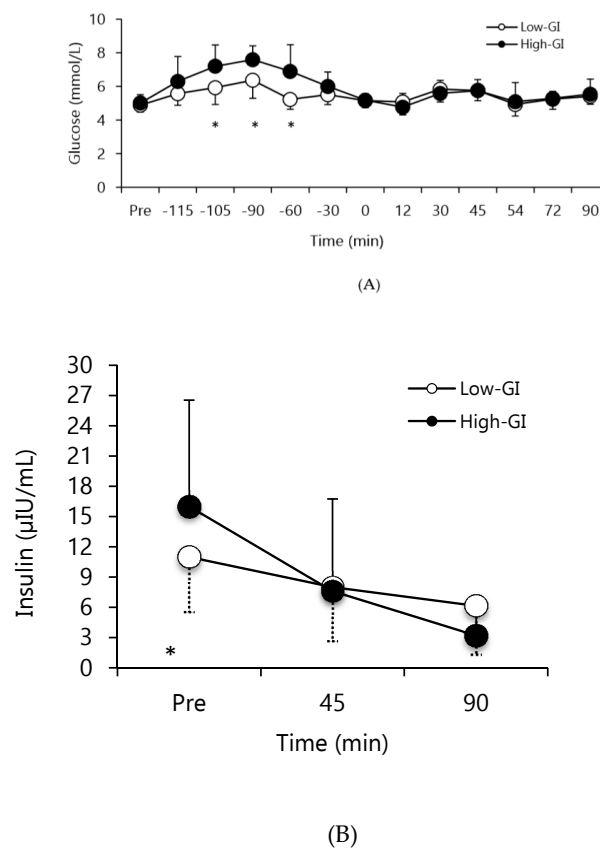 10
8
6
4
2
0
Glucose (mmol/L)
Low-GI
High-GI
* * *
Pre -115 -105 -90 -60 -30 0 12 30 45 54 72 90
Time (min)
(A)
30
27
24
21
18
15
12
9
6
3
0
Insulin (μIU/mL)
Low-GI
High-GI
*
Pre 45 90
Time (min)
(B)